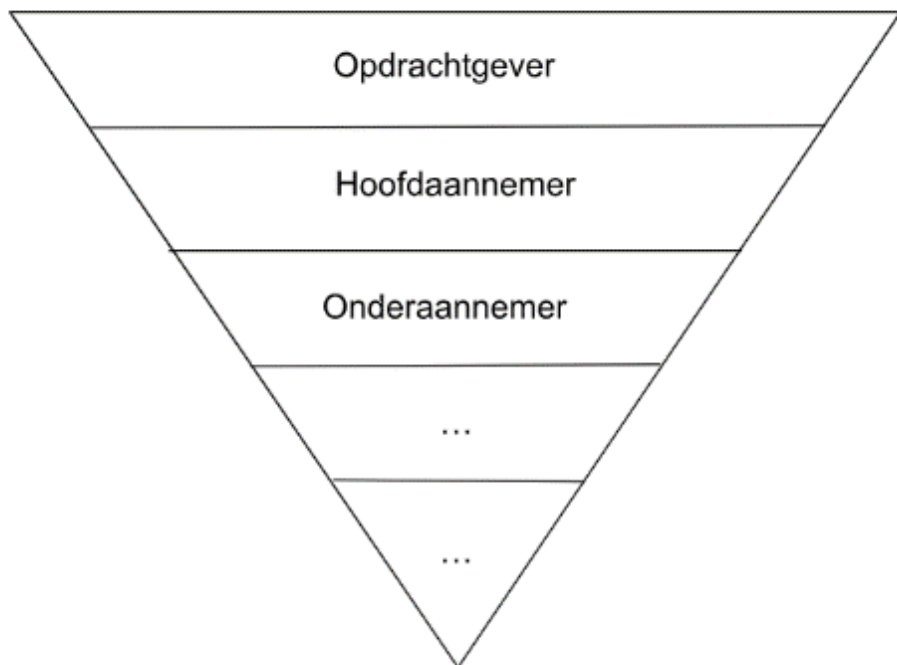 Opdrachtgever
Hoofdaannemer
Onderaannemer
...
...